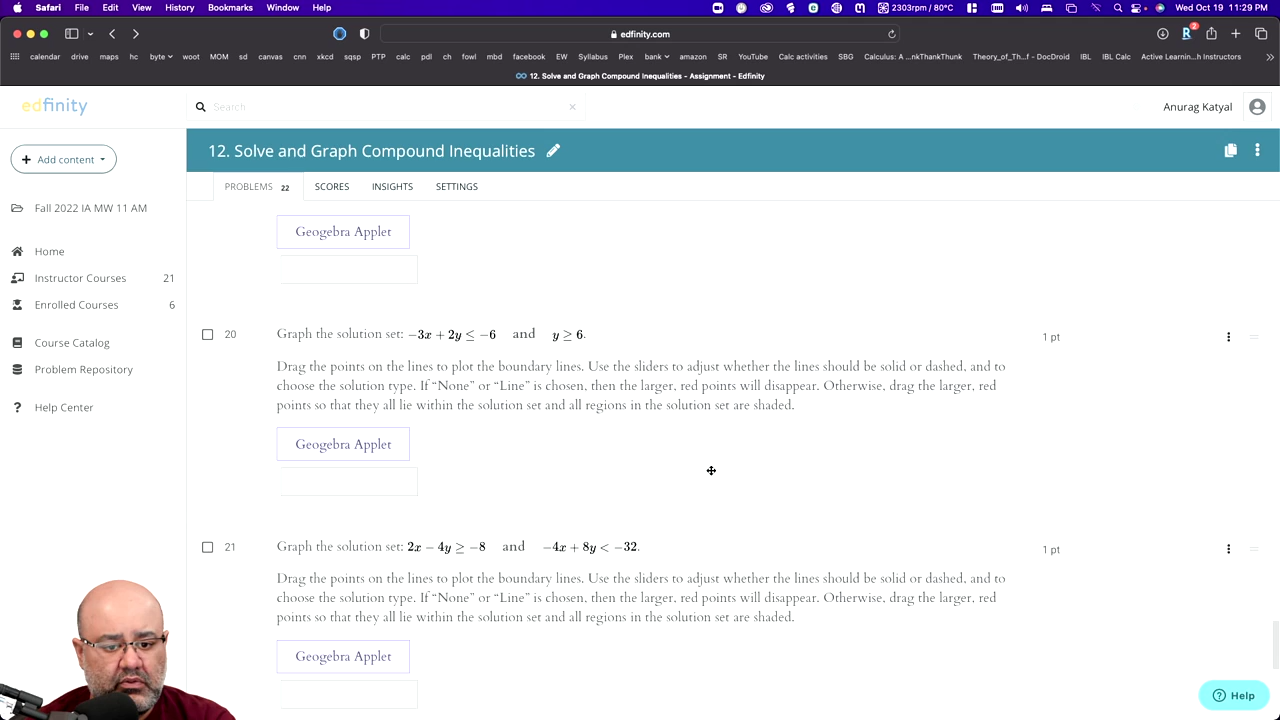 Safari File Edit View History Bookmarks Develop Window Help 2303rpm / 80°C Wed Oct 19 11:29 PM
edfinity.com 2
calendar drive maps hc byte woot MOM sd canvas cnn xkcd sqsp PTP calc pdl ch fowl mbd facebook EW Syllabus Plex bank amazon SR YouTube Calc activities SBG Calculus: A ...nkThankThunk Theory_of_Th...f - DocDroid IBL IBL Calc Active Learnin...h Instructors
12. Solve and Graph Compound Inequalities - Assignment - Edfinity
edfinity
Search
Anurag Katyal
Add content
12. Solve and Graph Compound Inequalities
PROBLEMS 22 SCORES INSIGHTS SETTINGS
Fall 2022 IA MW 11 AM
Home
Instructor Courses 21
Enrolled Courses 6
Course Catalog
Problem Repository
Help Center
Geogebra Applet
20 Graph the solution set: −3x + 2y ≤ −6 and y ≥ 6. 1 pt
Drag the points on the lines to plot the boundary lines. Use the sliders to adjust whether the lines should be solid or dashed, and to
choose the solution type. If “None” or “Line” is chosen, then the larger, red points will disappear. Otherwise, drag the larger, red
points so that they all lie within the solution set and all regions in the solution set are shaded.
Geogebra Applet
21 Graph the solution set: 2x − 4y ≥ −8 and −4x + 8y < −32. 1 pt
Drag the points on the lines to plot the boundary lines. Use the sliders to adjust whether the lines should be solid or dashed, and to
choose the solution type. If “None” or “Line” is chosen, then the larger, red points will disappear. Otherwise, drag the larger, red
points so that they all lie within the solution set and all regions in the solution set are shaded.
Geogebra Applet
Help